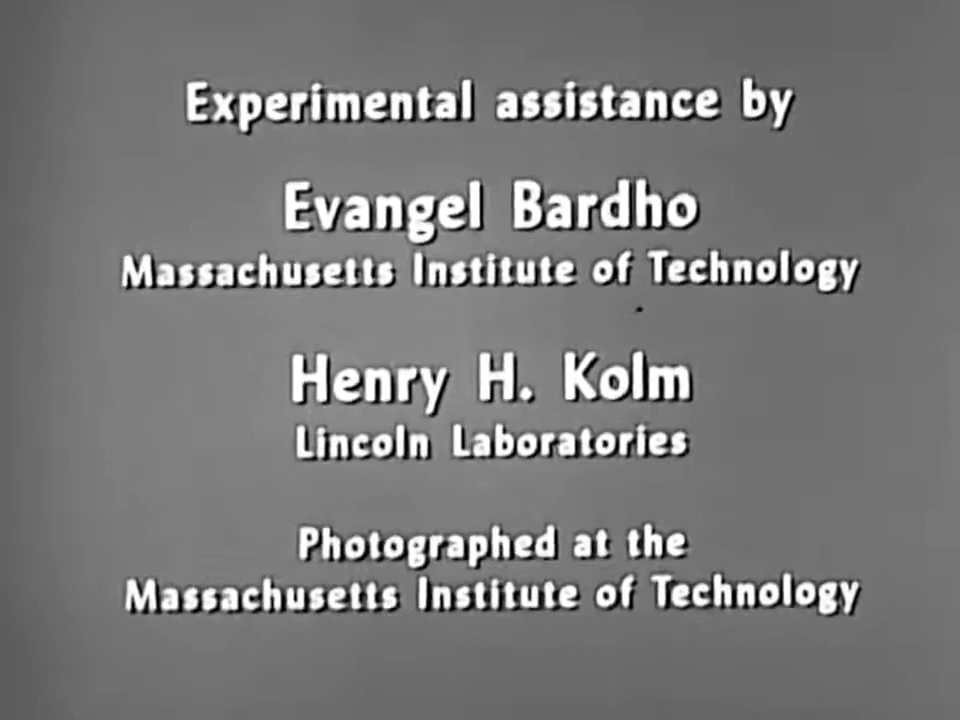 Experimental assistance by
Evangel Bardho
Massachusetts Institute of Technology
Henry H. Kolm
Lincoln Laboratories
Photographed at the
Massachusetts Institute of Technology